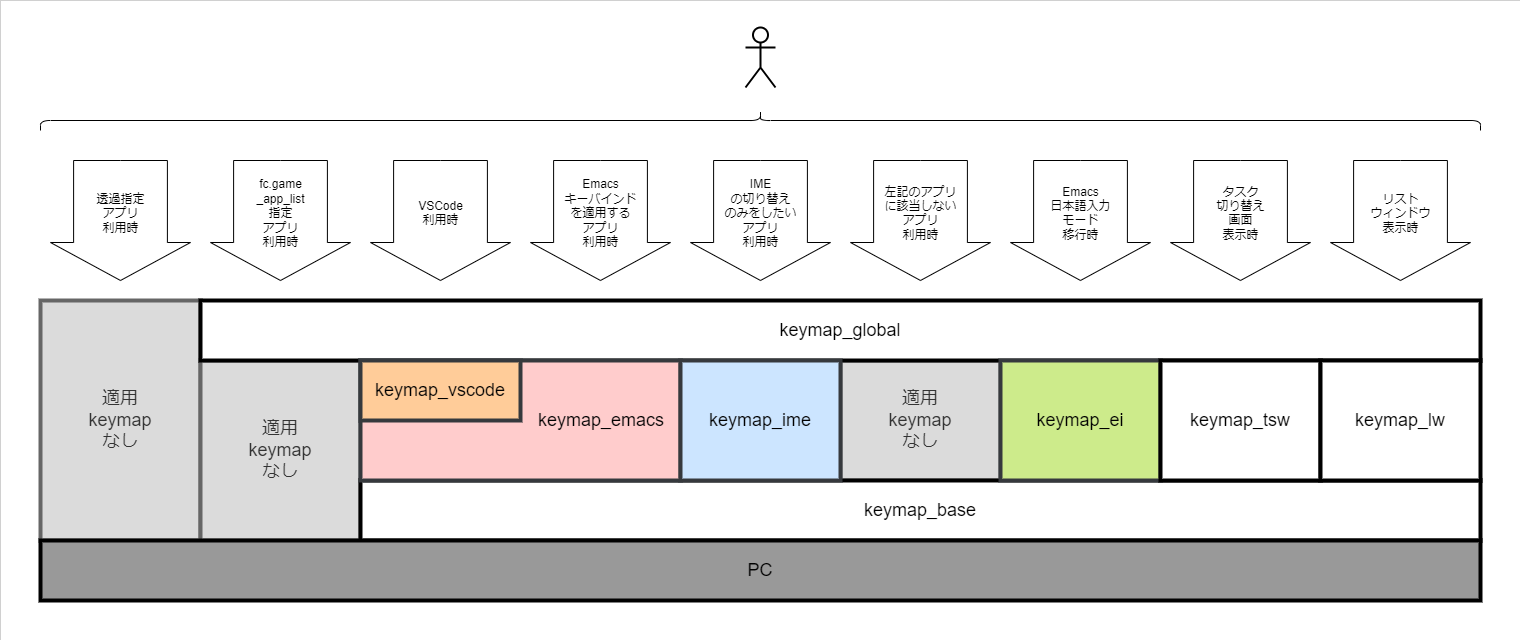 透過指定
アプリ
利用時
fc.game
_app_list
指定
アプリ
利用時
VSCode
利用時
Emacs
キーバインド
を適用する
アプリ
利用時
IME
の切り替え
のみをしたい
アプリ
利用時
左記のアプリ
に該当しない
アプリ
利用時
Emacs
日本語入力
モード
移行時
タスク
切り替え
画面
表示時
リスト
ウィンドウ
表示時
keymap_global
適用
keymap
なし
適用
keymap
なし
keymap_vscode
keymap_emacs
keymap_ime
適用
keymap
なし
keymap_ei
keymap_tsw
keymap_lw
keymap_base
PC